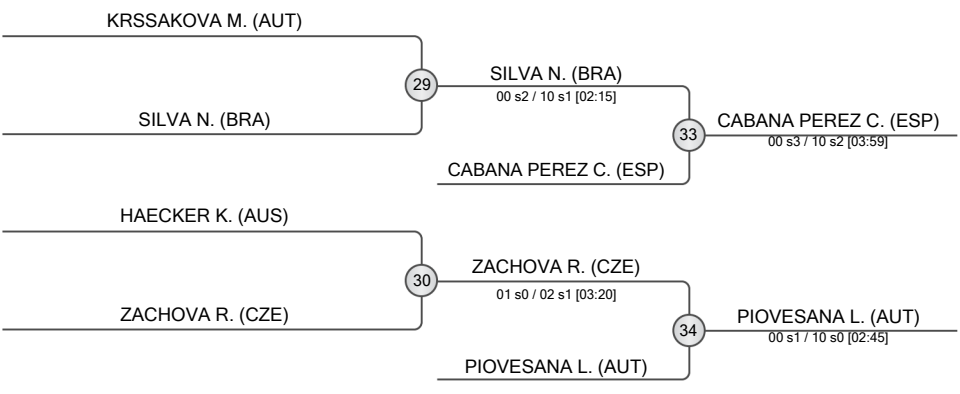 KRSSAKOVA M. (AUT)
29
SILVA N. (BRA)
00 s2 / 10 s1 [02:15]
SILVA N. (BRA)
33
CABANA PEREZ C. (ESP)
00 s3 / 10 s2 [03:59]
CABANA PEREZ C. (ESP)
HAECKER K. (AUS)
30
ZACHOVA R. (CZE)
01 s0 / 02 s1 [03:20]
ZACHOVA R. (CZE)
34
PIOVESANA L. (AUT)
00 s1 / 10 s0 [02:45]
PIOVESANA L. (AUT)